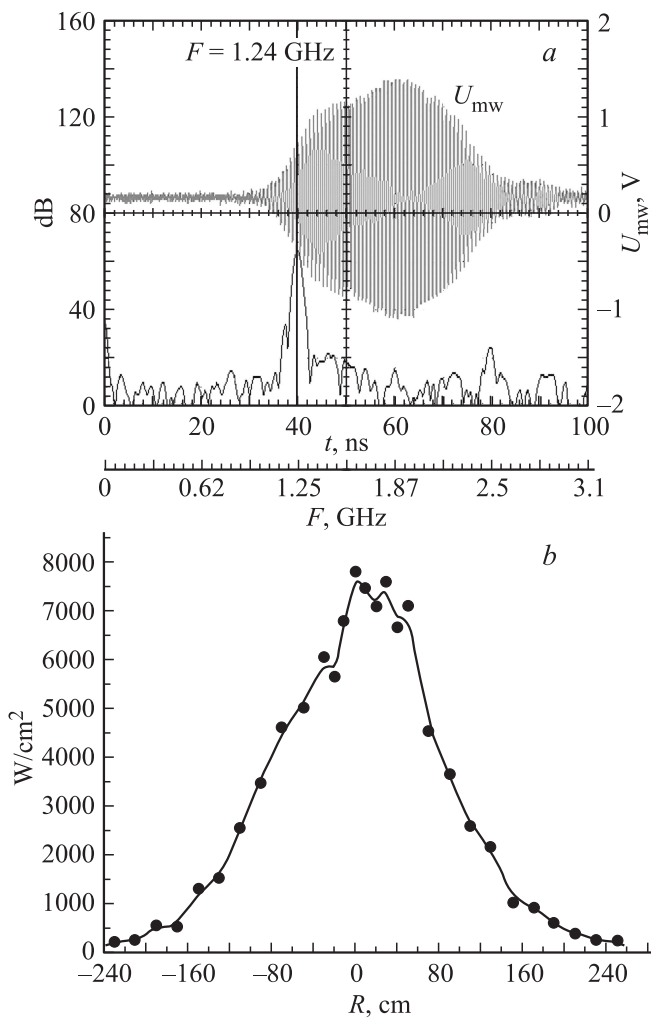 160
2
F = 1.24 GHz
a
U_mw
120
1
dB
80
0
U_mw, V
40
–1
0
–2
0 20 40 60 80 100
t, ns
0 0.62 1.25 1.87 2.5 3.1
F, GHz
b
8000
7000
6000
5000
W/cm²
4000
3000
2000
1000
0
–240 –160 –80 0 80 160 240
R, cm